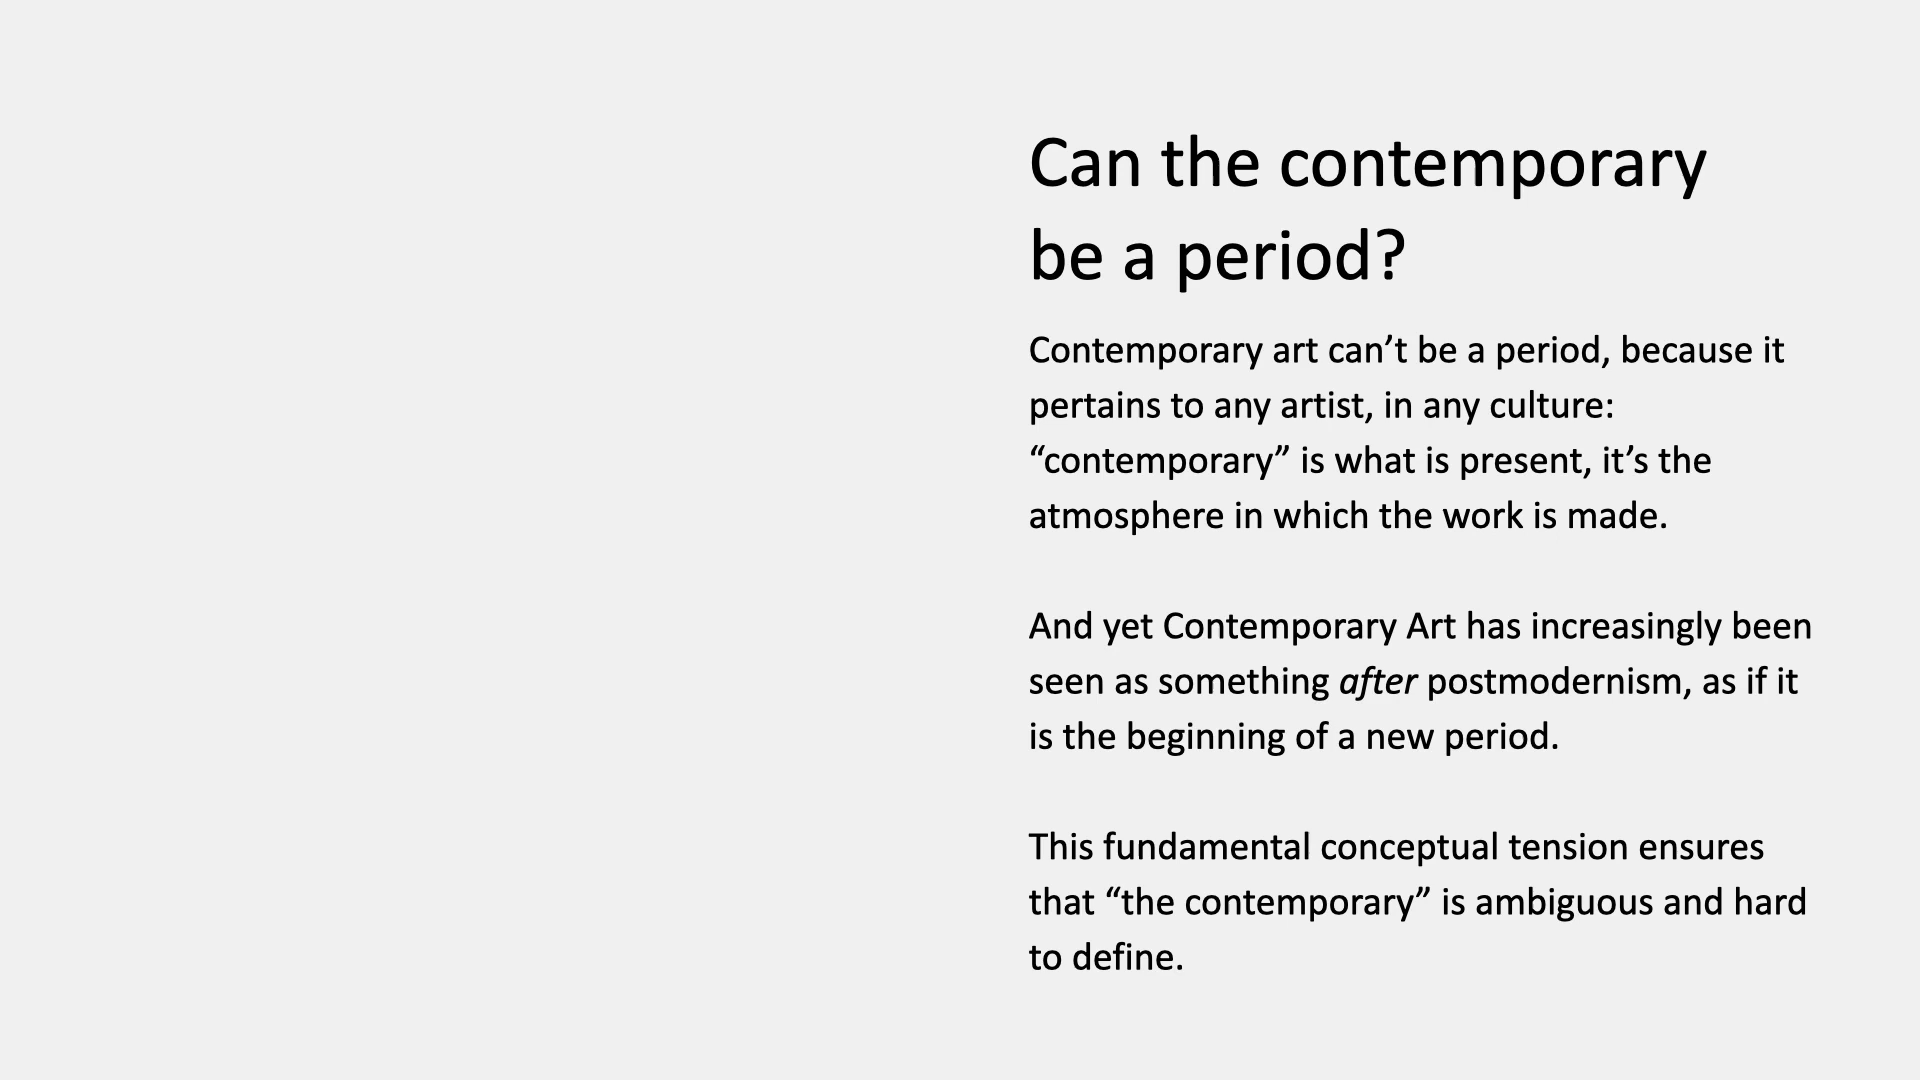 Can the contemporary
be a period?
Contemporary art can’t be a period, because it
pertains to any artist, in any culture:
“contemporary” is what is present, it’s the
atmosphere in which the work is made.
And yet Contemporary Art has increasingly been
seen as something after postmodernism, as if it
is the beginning of a new period.
This fundamental conceptual tension ensures
that “the contemporary” is ambiguous and hard
to define.